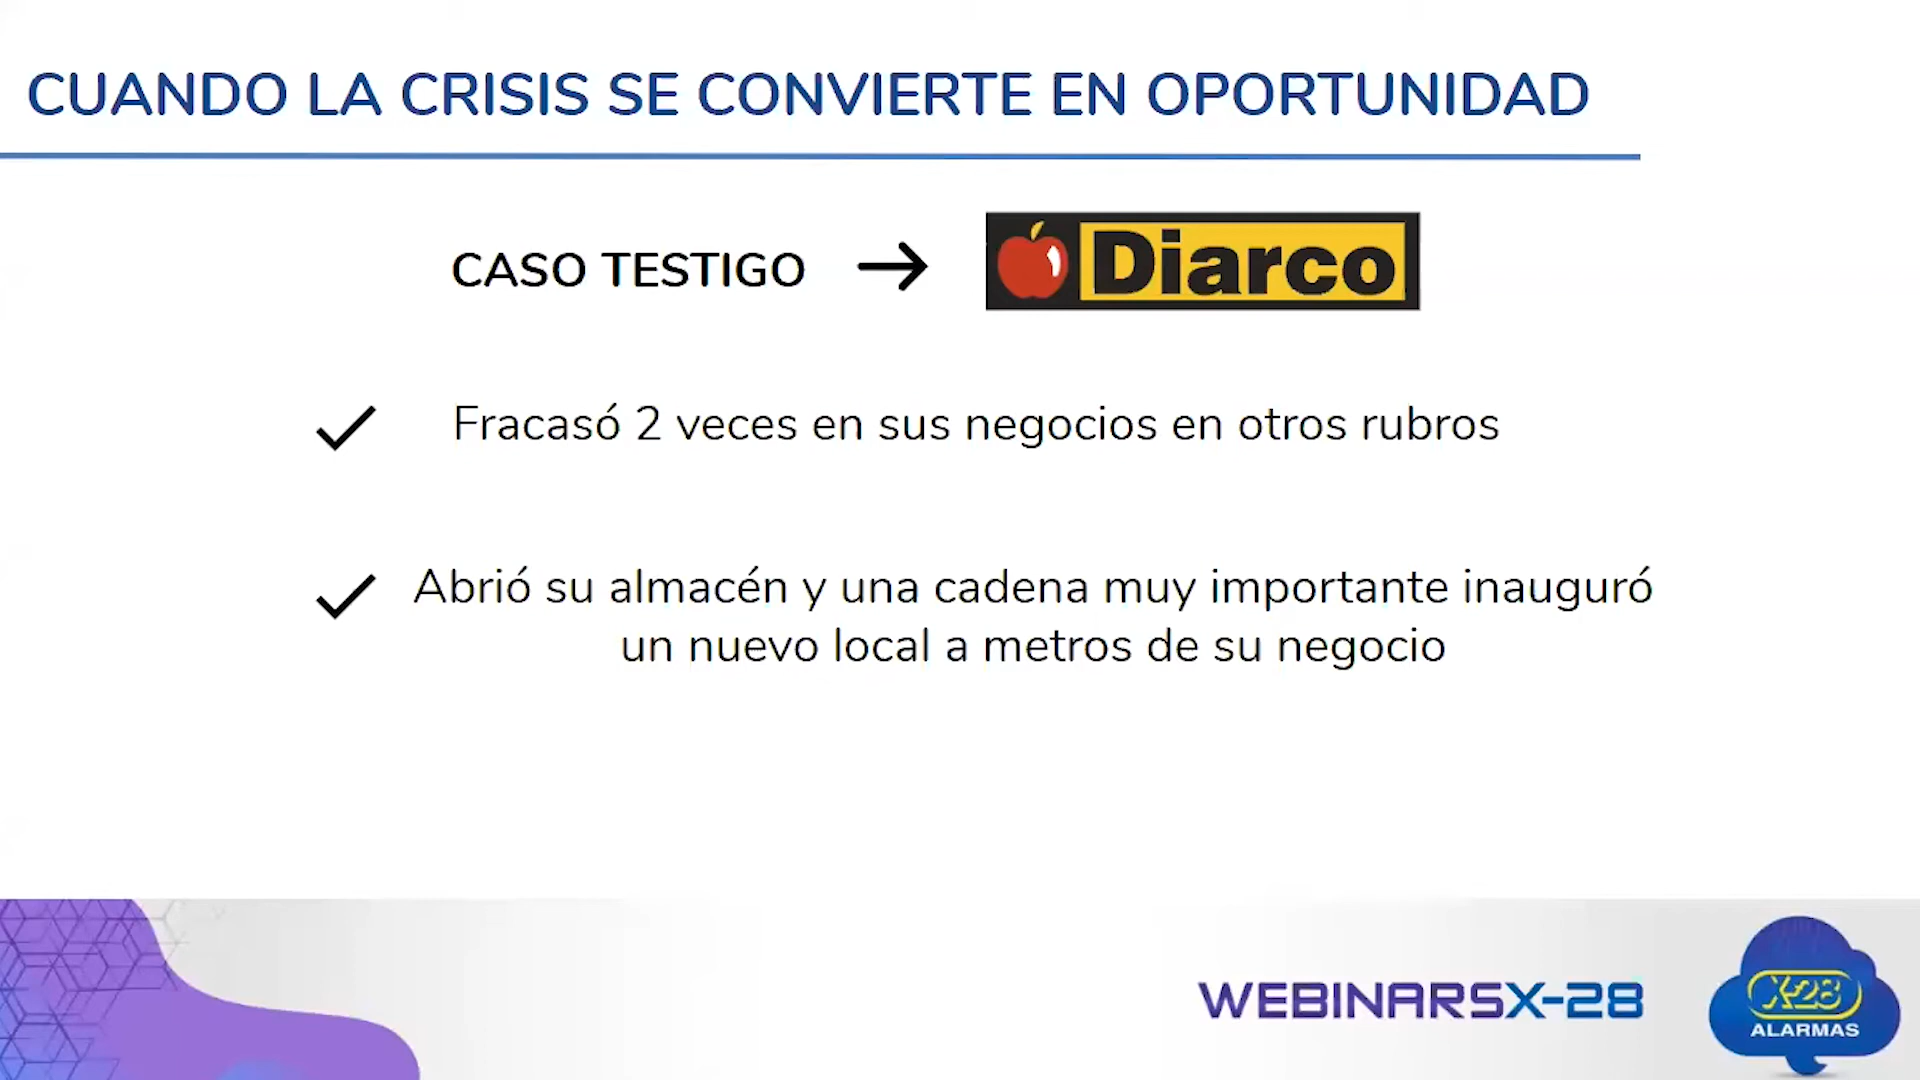 CUANDO LA CRISIS SE CONVIERTE EN OPORTUNIDAD
CASO TESTIGO → Diarco
Fracasó 2 veces en sus negocios en otros rubros
Abrió su almacén y una cadena muy importante inauguró
un nuevo local a metros de su negocio
WEBINARSX-28
X-28
ALARMAS